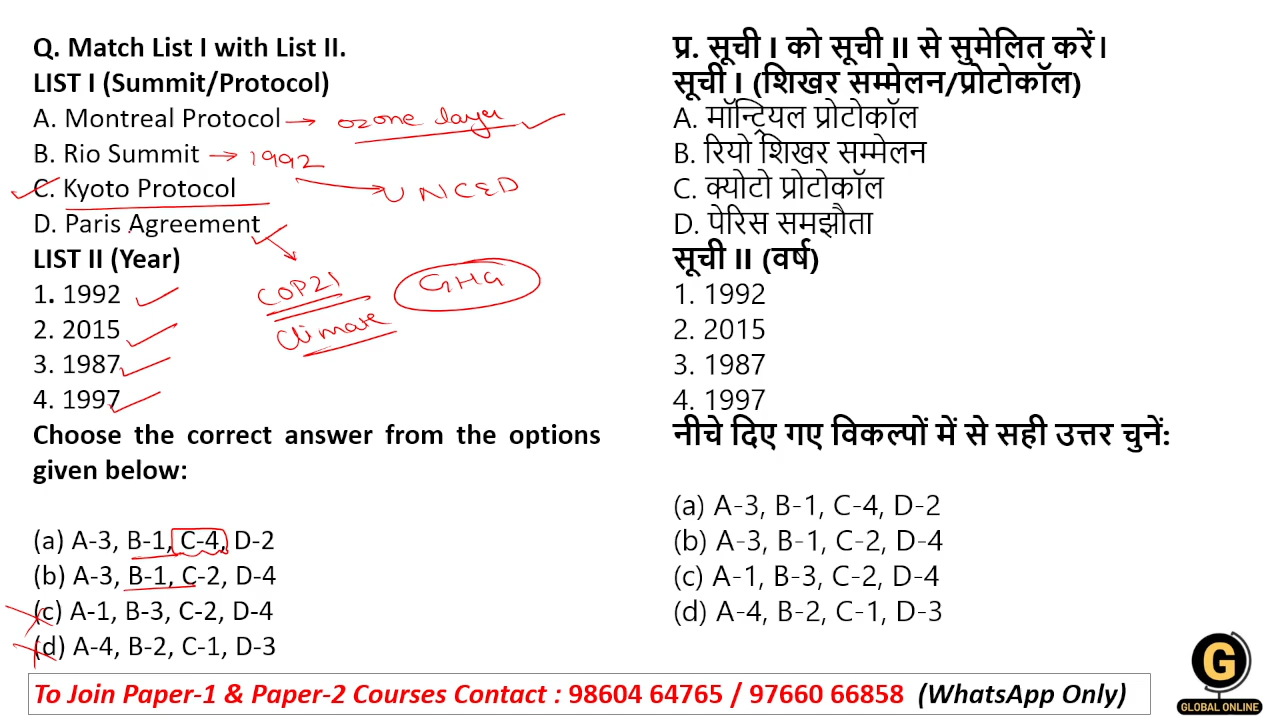 Q. Match List I with List II.
LIST I (Summit/Protocol)
A. Montreal Protocol → ozone layer
B. Rio Summit → 1992
C. Kyoto Protocol
UNCED
D. Paris Agreement
LIST II (Year)
1. 1992
COP21
GHG
2. 2015
Climate
3. 1987
4. 1997
Choose the correct answer from the options
given below:
(a) A-3, B-1, C-4, D-2
(b) A-3, B-1, C-2, D-4
(c) A-1, B-3, C-2, D-4
(d) A-4, B-2, C-1, D-3
प्र. सूची I को सूची II से सुमेलित करें।
सूची I (शिखर सम्मेलन/प्रोटोकॉल)
A. मॉन्ट्रियल प्रोटोकॉल
B. रियो शिखर सम्मेलन
C. क्योटो प्रोटोकॉल
D. पेरिस समझौता
सूची II (वर्ष)
1. 1992
2. 2015
3. 1987
4. 1997
नीचे दिए गए विकल्पों में से सही उत्तर चुनें:
(a) A-3, B-1, C-4, D-2
(b) A-3, B-1, C-2, D-4
(c) A-1, B-3, C-2, D-4
(d) A-4, B-2, C-1, D-3
To Join Paper-1 & Paper-2 Courses Contact : 98604 64765 / 97660 66858 (WhatsApp Only)
G
GLOBAL ONLINE